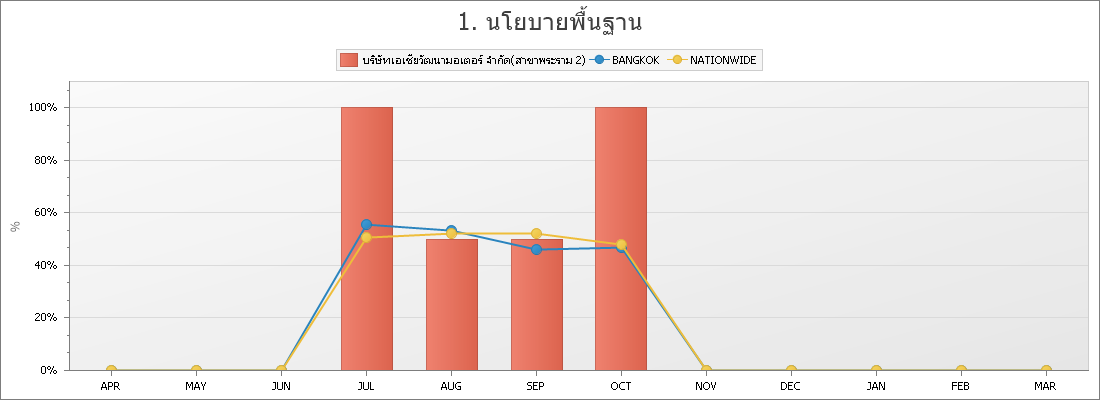 1. นโยบายพื้นฐาน
บริษัทเอเชียวัฒนามอเตอร์ จำกัด(สาขาพระราม 2) BANGKOK NATIONWIDE
100%
80%
60%
40%
20%
0%
%
APR MAY JUN JUL AUG SEP OCT NOV DEC JAN FEB MAR